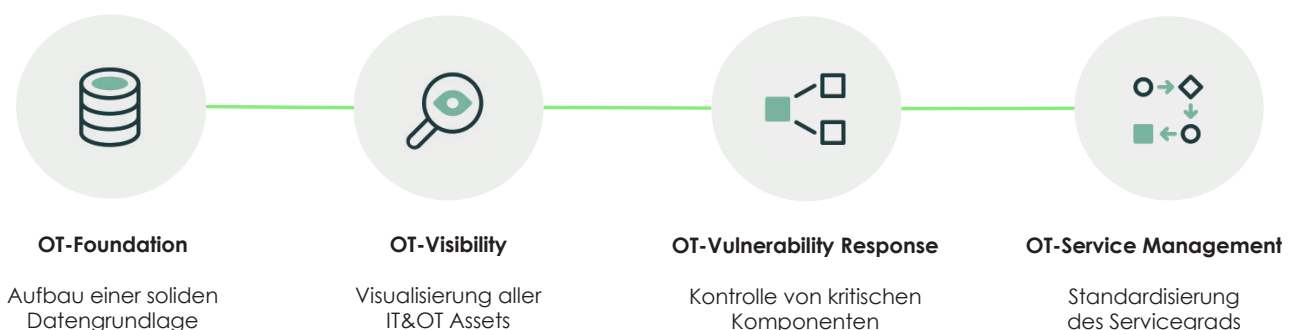 OT-Foundation
Aufbau einer soliden
Datengrundlage
OT-Visibility
Visualisierung aller
IT&OT Assets
OT-Vulnerability Response
Kontrolle von kritischen
Komponenten
OT-Service Management
Standardisierung
des Servicegrads